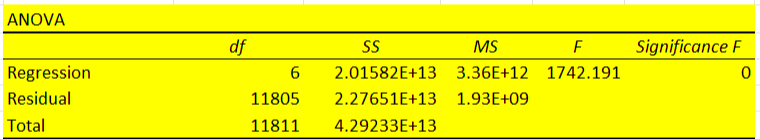 ANOVA
df SS MS F Significance F
Regression 6 2.01582E+13 3.36E+12 1742.191 0
Residual 11805 2.27651E+13 1.93E+09
Total 11811 4.29233E+13